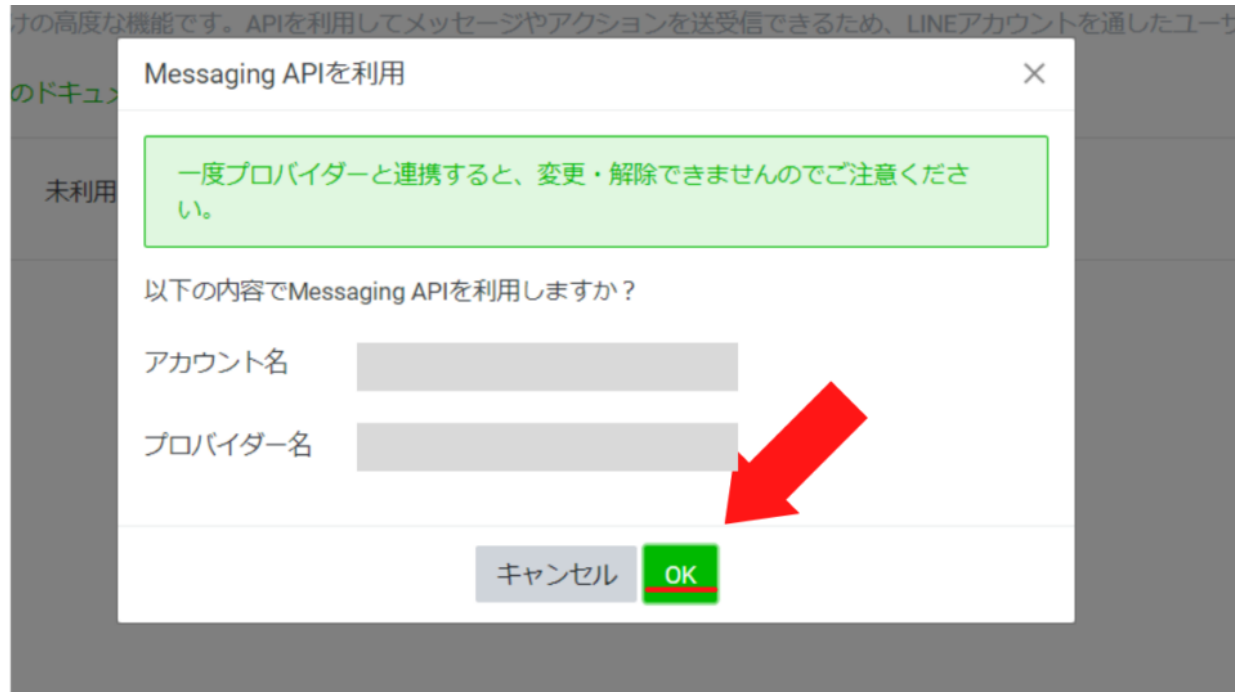 けの高度な機能です。APIを利用してメッセージやアクションを送受信できるため、LINEアカウントを通したユーザ
Messaging APIを利用
のドキュメ
一度プロバイダーと連携すると、変更・解除できませんのでご注意くださ
い。
未利用
以下の内容でMessaging APIを利用しますか？
アカウント名
プロバイダー名
キャンセル OK